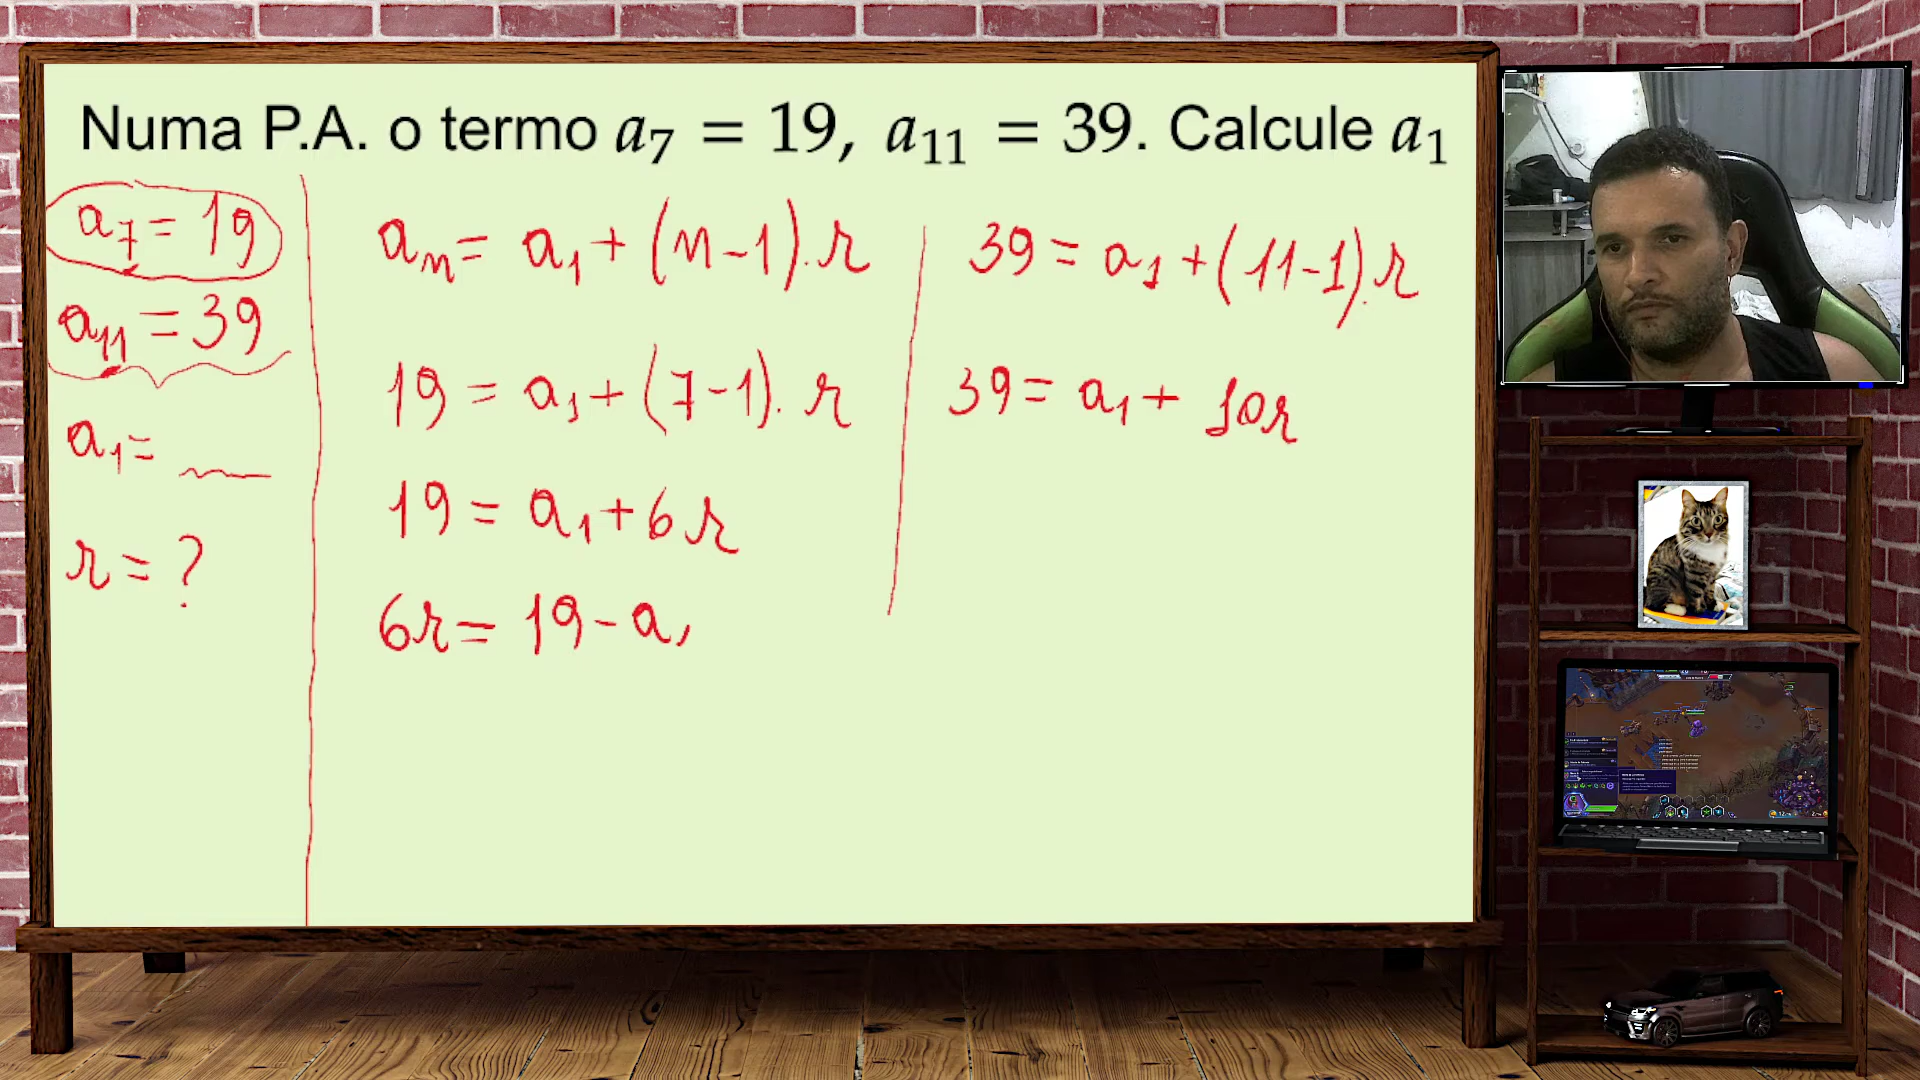 Numa P.A. o termo a₇ = 19, a₁₁ = 39. Calcule a₁
a₇ = 19
a₁₁ = 39
a₁ =
r = ?
aₙ = a₁ + (n-1).r
19 = a₁ + (7-1).r
19 = a₁ + 6r
6r = 19 - a₁
39 = a₁ + (11-1).r
39 = a₁ + 10r